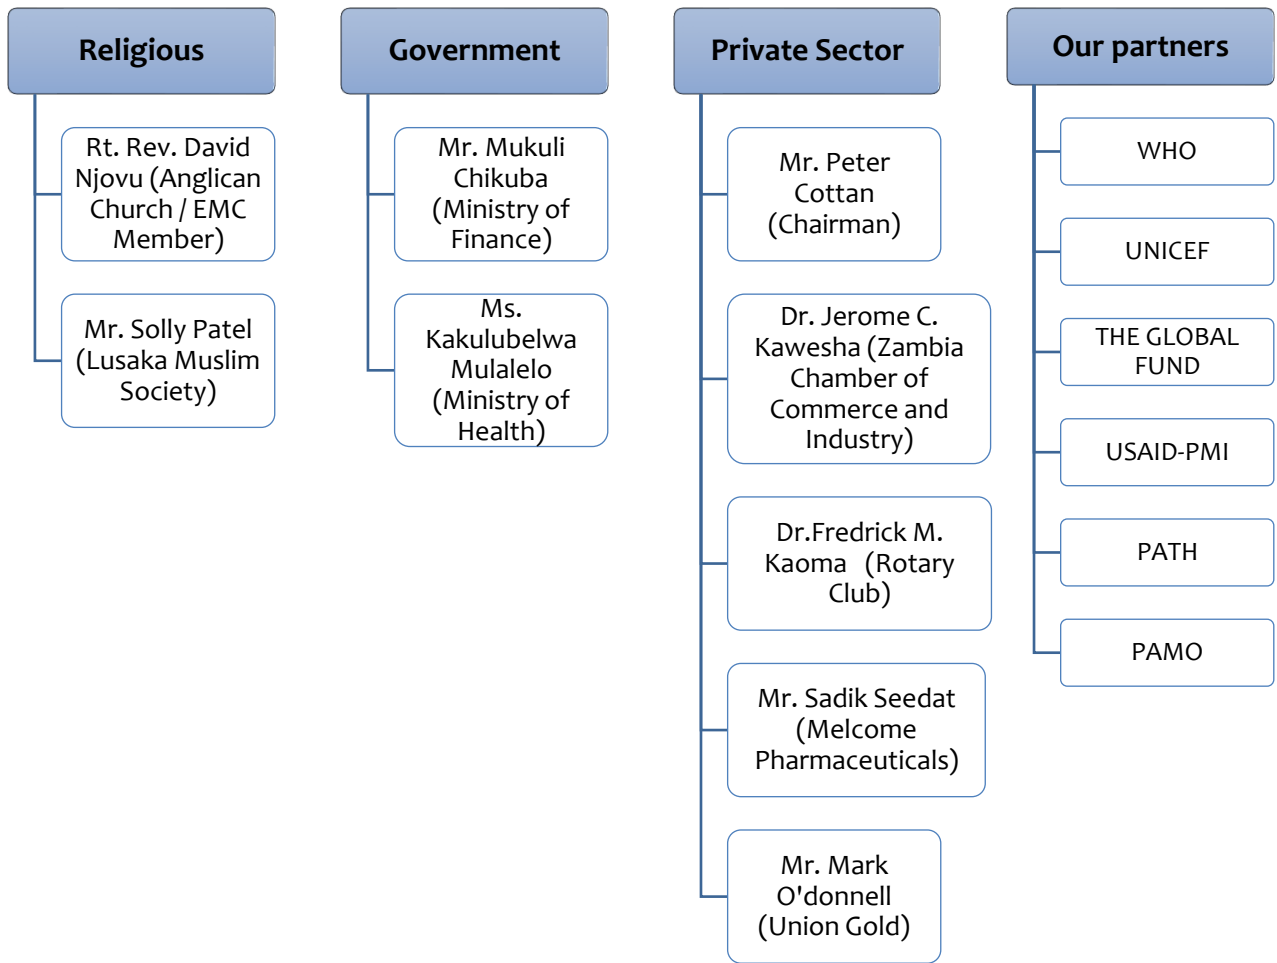 Religious
Rt. Rev. David
Njovu (Anglican
Church / EMC
Member)
Mr. Solly Patel
(Lusaka Muslim
Society)
Government
Mr. Mukuli
Chikuba
(Ministry of
Finance)
Ms.
Kakulubelwa
Mulalelo
(Ministry of
Health)
Private Sector
Mr. Peter
Cottan
(Chairman)
Dr. Jerome C.
Kawesha (Zambia
Chamber of
Commerce and
Industry)
Dr.Fredrick M.
Kaoma (Rotary
Club)
Mr. Sadik Seedat
(Melcome
Pharmaceuticals)
Mr. Mark
O'donnell
(Union Gold)
Our partners
WHO
UNICEF
THE GLOBAL
FUND
USAID-PMI
PATH
PAMO